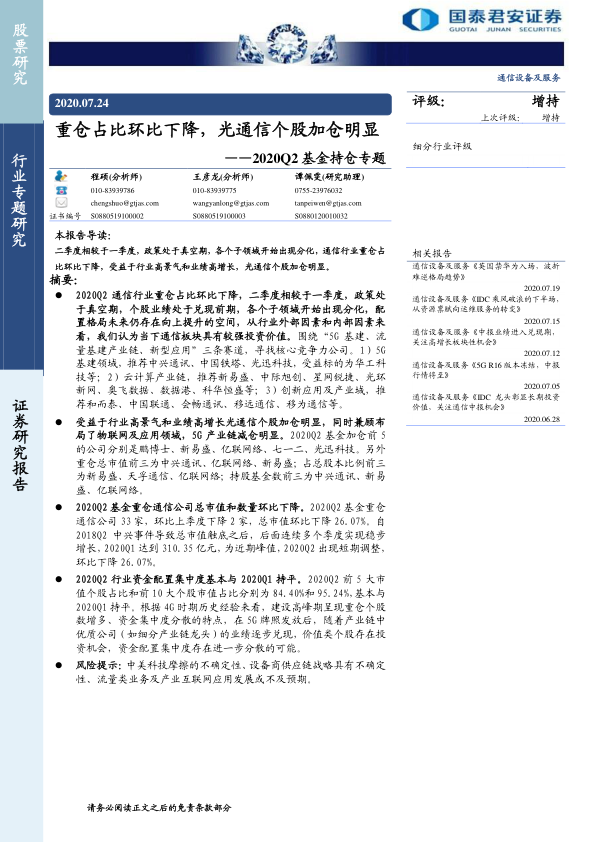 股票研究
行业专题研究
证券研究报告
国泰君安证券
GUOTAI JUNAN SECURITIES
通信设备及服务
2020.07.24
重仓占比环比下降，光通信个股加仓明显
——2020Q2基金持仓专题
程硕(分析师) 王彦龙(分析师) 谭佩雯(研究助理)
010-83939786 010-83939775 0755-23976032
chengshuo@gtjas.com wangyanlong@gtjas.com tanpeiwen@gtjas.com
证书编号 S0880519100002 S0880519100003 S0880120010032
本报告导读：
二季度相较于一季度，政策处于真空期，各个子领域开始出现分化，通信行业重仓占
比环比下降，受益于行业高景气和业绩高增长，光通信个股加仓明显。
摘要：
● 2020Q2 通信行业重仓占比环比下降，二季度相较于一季度，政策处
于真空期，个股业绩处于兑现前期，各个子领域开始出现分化，配
置格局未来仍存在向上提升的空间，从行业外部因素和内部因素来
看，我们认为当下通信板块具有较强投资价值。围绕“5G 基建、流
量基建产业链、新型应用”三条赛道，寻找核心竞争力公司。1）5G
基建领域，推荐中兴通讯、中国铁塔、光迅科技，受益标的为华工科
技等；2）云计算产业链，推荐新易盛、中际旭创、星网锐捷、光环
新网、奥飞数据、数据港、科华恒盛等；3）创新应用及产业域，推
荐和而泰、中国联通、会畅通讯、移远通信、移为通信等。
● 受益于行业高景气和业绩高增长光通信个股加仓明显，同时兼顾布
局了物联网及应用领域，5G 产业链减仓明显。2020Q2 基金加仓前 5
的公司分别是鹏博士、新易盛、亿联网络、七一二、光迅科技。另外
重仓总市值前三为中兴通讯、亿联网络、新易盛；占总股本比例前三
为新易盛、天孚通信、亿联网络；持股基金数前三为中兴通讯、新易
盛、亿联网络。
● 2020Q2 基金重仓通信公司总市值和数量环比下降。2020Q2 基金重仓
通信公司 33 家，环比上季度下降 2 家，总市值环比下降 26.07%。自
2018Q2 中兴事件导致总市值触底之后，后面连续多个季度实现稳步
增长，2020Q1 达到 310.35 亿元，为近期峰值，2020Q2 出现短期调整，
环比下降 26.07%。
● 2020Q2 行业资金配置集中度基本与 2020Q1 持平。2020Q2 前 5 大市
值个股占比和前 10 大个股市值占比分别为 84.40%和 95.24%，基本与
2020Q1 持平。根据 4G 时期历史经验来看，建设高峰期呈现重仓个股
数增多、资金集中度分散的特点，在 5G 牌照发放后，随着产业链中
优质公司（如细分产业链龙头）的业绩逐步兑现，价值类个股存在投
资机会，资金配置集中度存在进一步分散的可能。
● 风险提示：中美科技摩擦的不确定性、设备商供应链战略具有不确定
性、流量类业务及产业互联网应用发展或不及预期。
评级： 增持
上次评级： 增持
细分行业评级
相关报告
通信设备及服务《英国禁华为入场，波折
难逆格局趋势》
2020.07.19
通信设备及服务《IDC 乘风破浪的下半场，
从资源禀赋向运维服务的转变》
2020.07.15
通信设备及服务《中报业绩进入兑现期，
关注高增长板块性机会》
2020.07.12
通信设备及服务《5G R16 版本冻结，中报
行情将至》
2020.07.05
通信设备及服务《IDC 龙头彰显长期投资
价值，关注通信中报机会》
2020.06.28
请务必阅读正文之后的免责条款部分